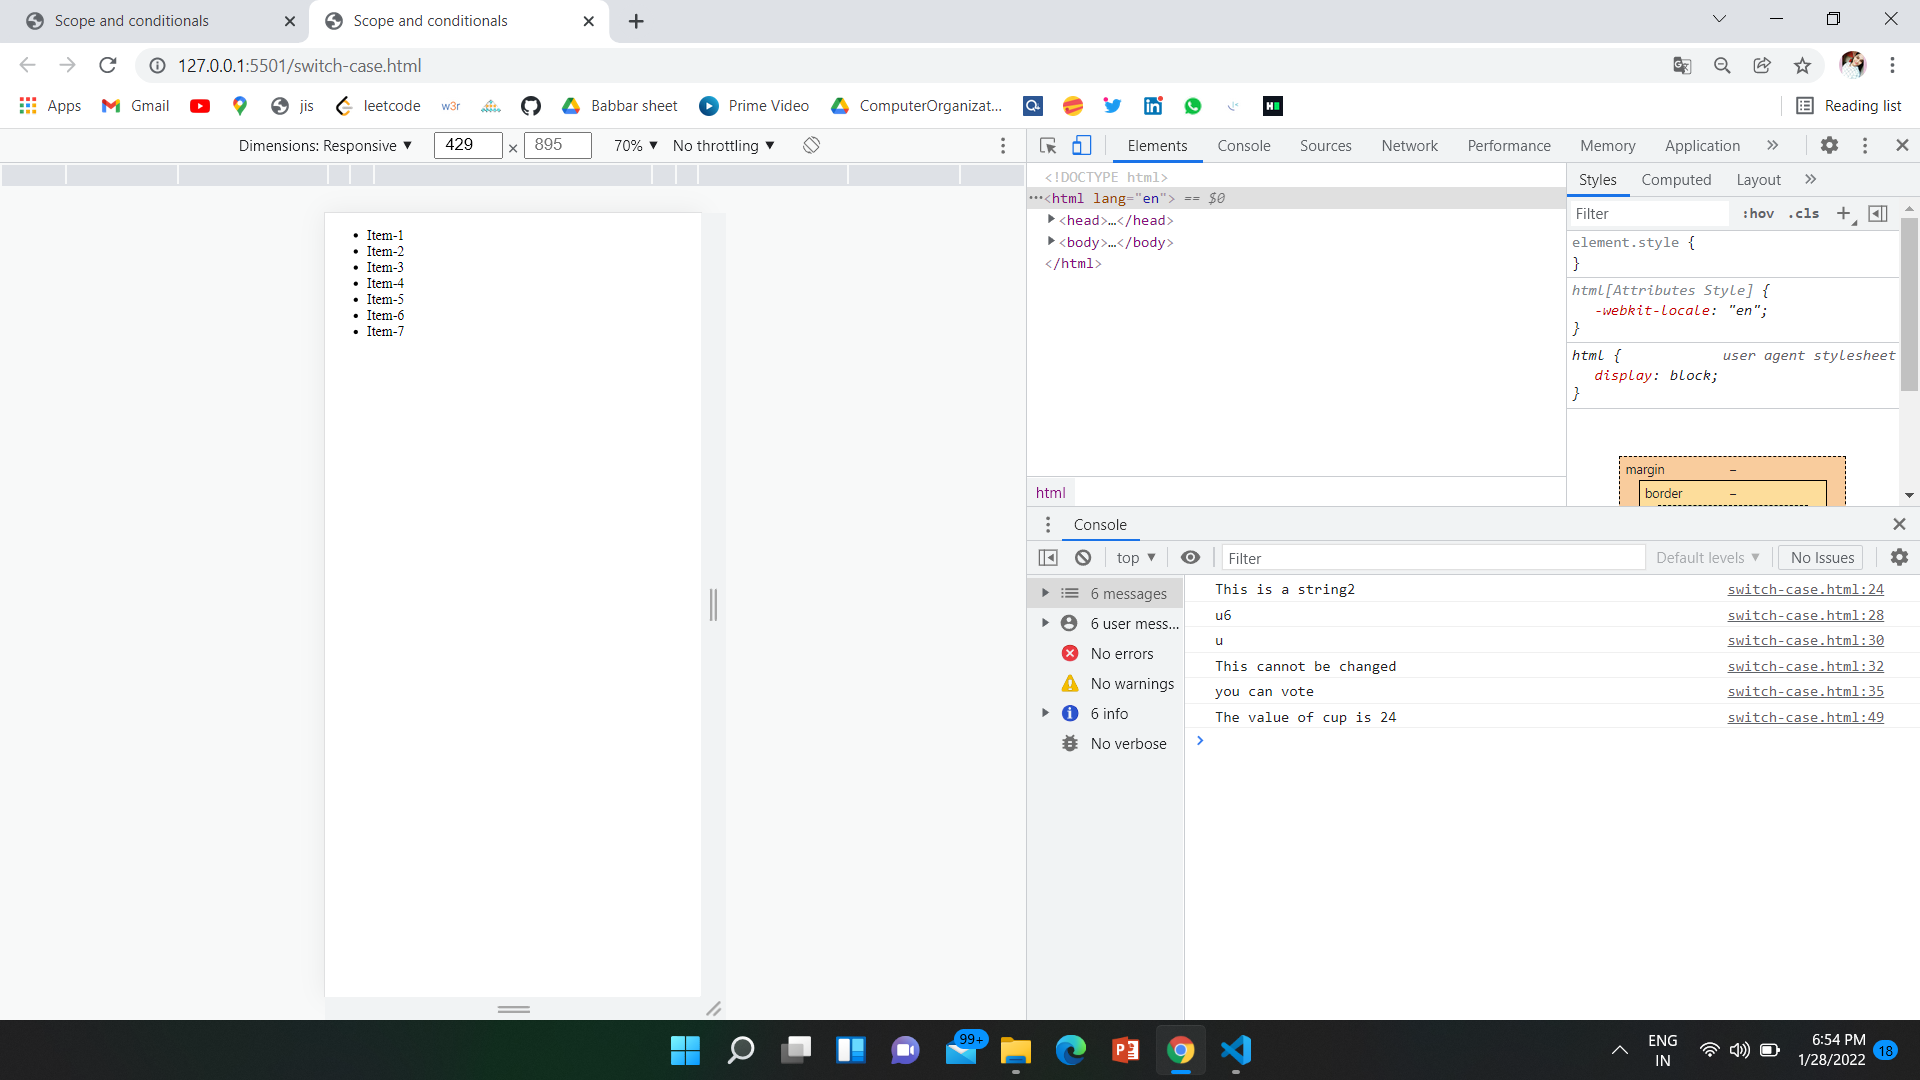 Scope and conditionals
Scope and conditionals
127.0.0.1:5501/switch-case.html
Apps
Gmail
jis
leetcode
w3r
Babbar sheet
Prime Video
ComputerOrganizat...
Reading list
Dimensions: Responsive
429
×
895
70%
No throttling
Elements
Console
Sources
Network
Performance
Memory
Application
<!DOCTYPE html>
<html lang="en"> == $0
<head>…</head>
<body>…</body>
</html>
html
Styles
Computed
Layout
Filter
:hov
.cls
element.style {
}
html[Attributes Style] {
-webkit-locale: "en";
}
html {
user agent stylesheet
display: block;
}
margin
–
border
–
Item-1
Item-2
Item-3
Item-4
Item-5
Item-6
Item-7
Console
top
Filter
Default levels
No Issues
6 messages
6 user mess...
No errors
No warnings
6 info
No verbose
This is a string2 switch-case.html:24
u6 switch-case.html:28
u switch-case.html:30
This cannot be changed switch-case.html:32
you can vote switch-case.html:35
The value of cup is 24 switch-case.html:49
99+
ENG
IN
6:54 PM
1/28/2022
18